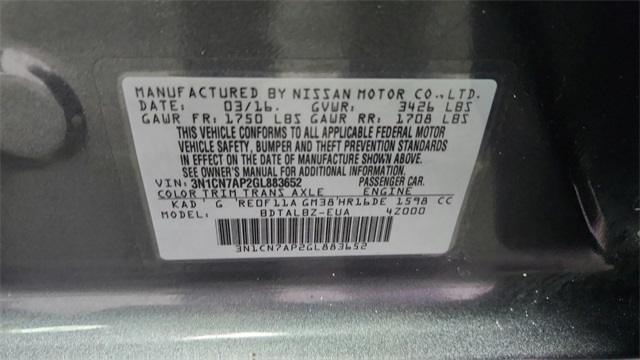 MANUFACTURED BY NISSAN MOTOR CO.,LTD.
DATE: 03/16. GVWR: 3426 LBS
GAWR FR: 1750 LBS GAWR RR: 1708 LBS
THIS VEHICLE CONFORMS TO ALL APPLICABLE FEDERAL MOTOR
VEHICLE SAFETY, BUMPER AND THEFT PREVENTION STANDARDS
IN EFFECT ON THE DATE OF MANUFACTURE SHOWN ABOVE.
SEE OWNER'S MANUAL FOR ADDITIONAL INFORMATION.
VIN: 3N1CN7AP2GL883652 PASSENGER CAR.
COLOR TRIM TRANS AXLE ENGINE
KAD G RE0F11A GM38 HR16DE 1598 CC
MODEL: BDTALBZ-EUA 4Z000
3N1CN7AP2GL883652